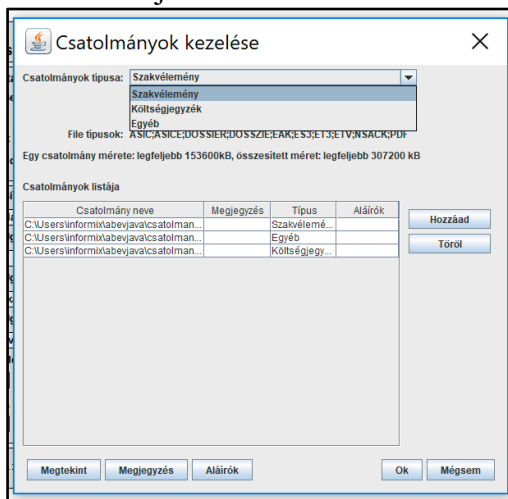 Csatolmányok kezelése
Csatolmányok típusa: Szakvélemény
Szakvélemény
Költségjegyzék
Egyéb
File típusok: ASIC;ASICE;DOSSIER;DOSSZIE;EAK;ES3;ET3;ETV;NSACK;PDF
Egy csatolmány mérete: legfeljebb 153600kB, összesített méret: legfeljebb 307200 kB
Csatolmányok listája
Csatolmány neve Megjegyzés Típus Aláírók
C:\Users\informix\abevjava\csatolman... Szakvélemé...
C:\Users\informix\abevjava\csatolman... Egyéb
C:\Users\informix\abevjava\csatolman... Költségjegy...
Hozzáad
Töröl
Megtekint Megjegyzés Aláírók Ok Mégsem